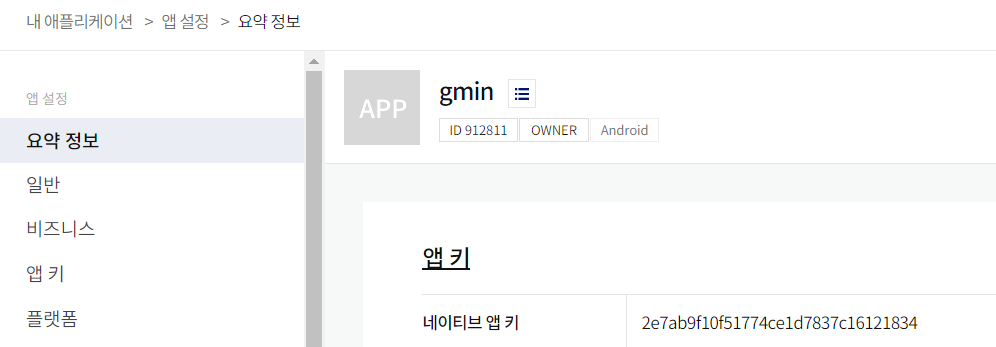 내 애플리케이션 > 앱 설정 > 요약 정보
앱 설정
요약 정보
일반
비즈니스
앱 키
플랫폼
APP
gmin
ID 912811
OWNER
Android
앱 키
네이티브 앱 키
2e7ab9f10f51774ce1d7837c16121834